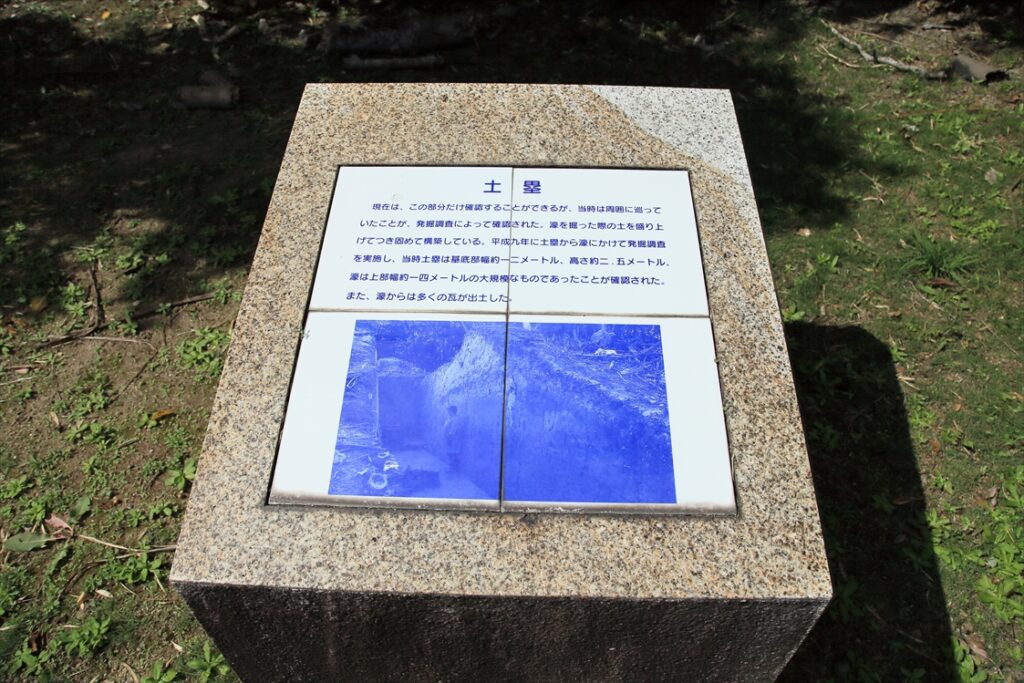 土塁
現在は、この部分だけ確認することができるが、当時は周囲に巡って
いたことが、発掘調査によって確認された。濠を掘った際の土を盛り上
げてつき固めて構築している。平成九年に土塁から濠にかけて発掘調査
を実施し、当時土塁は基底部幅約一二メートル、高さ約二.五メートル、
濠は上部幅約一四メートルの大規模なものであったことが確認された。
また、濠からは多くの瓦が出土した。